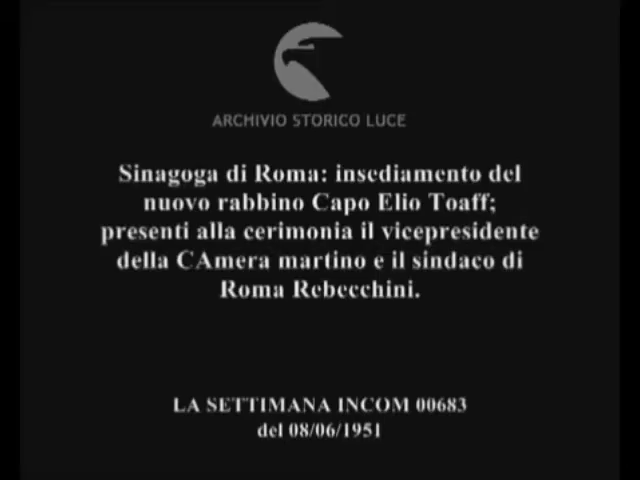 ARCHIVIO STORICO LUCE
Sinagoga di Roma: insediamento del
nuovo rabbino Capo Elio Toaff;
presenti alla cerimonia il vicepresidente
della CAmera martino e il sindaco di
Roma Rebecchini.
LA SETTIMANA INCOM 00683
del 08/06/1951